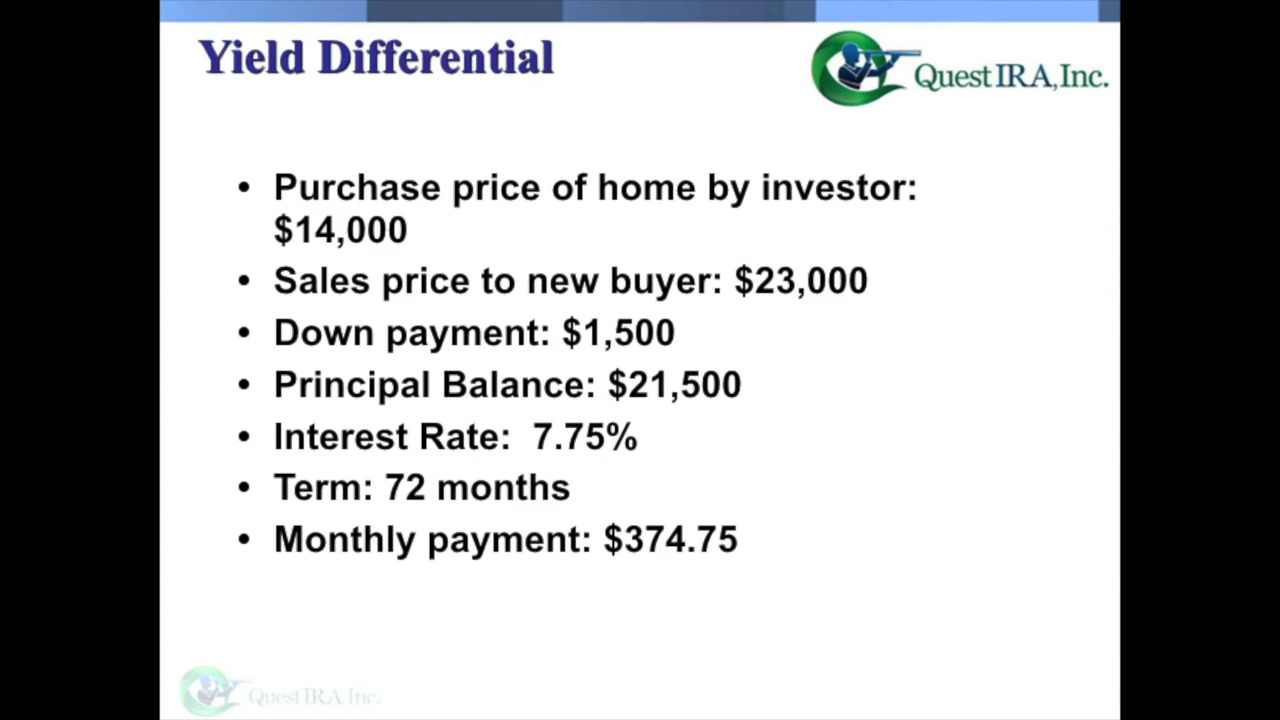 Yield Differential
Quest IRA, Inc.
• Purchase price of home by investor:
$14,000
• Sales price to new buyer: $23,000
• Down payment: $1,500
• Principal Balance: $21,500
• Interest Rate:  7.75%
• Term: 72 months
• Monthly payment: $374.75
Quest IRA, Inc.